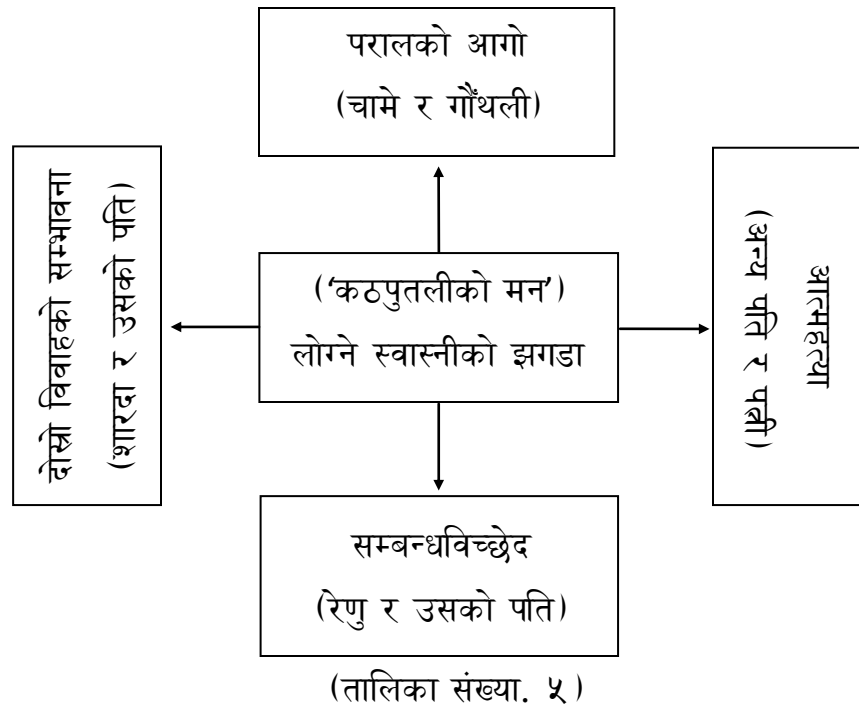 परालको आगो
(चामे र गौँथली)
दोस्रो विवाहको सम्भावना
(शारदा र उसको पति)
(‘कठपुतलीको मन’)
लोग्ने स्वास्नीको झगडा
आत्महत्या
(अन्य पति र पत्नी)
सम्बन्धविच्छेद
(रेणु र उसको पति)
(तालिका संख्या. ५)